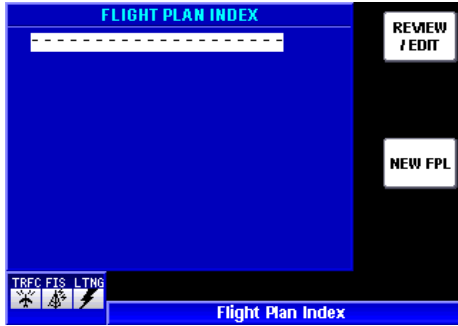 FLIGHT PLAN INDEX
- - - - - - - - - - - - - - - - - - - -
REVIEW
/ EDIT
NEW FPL
TRFC FIS LTNG
Flight Plan Index